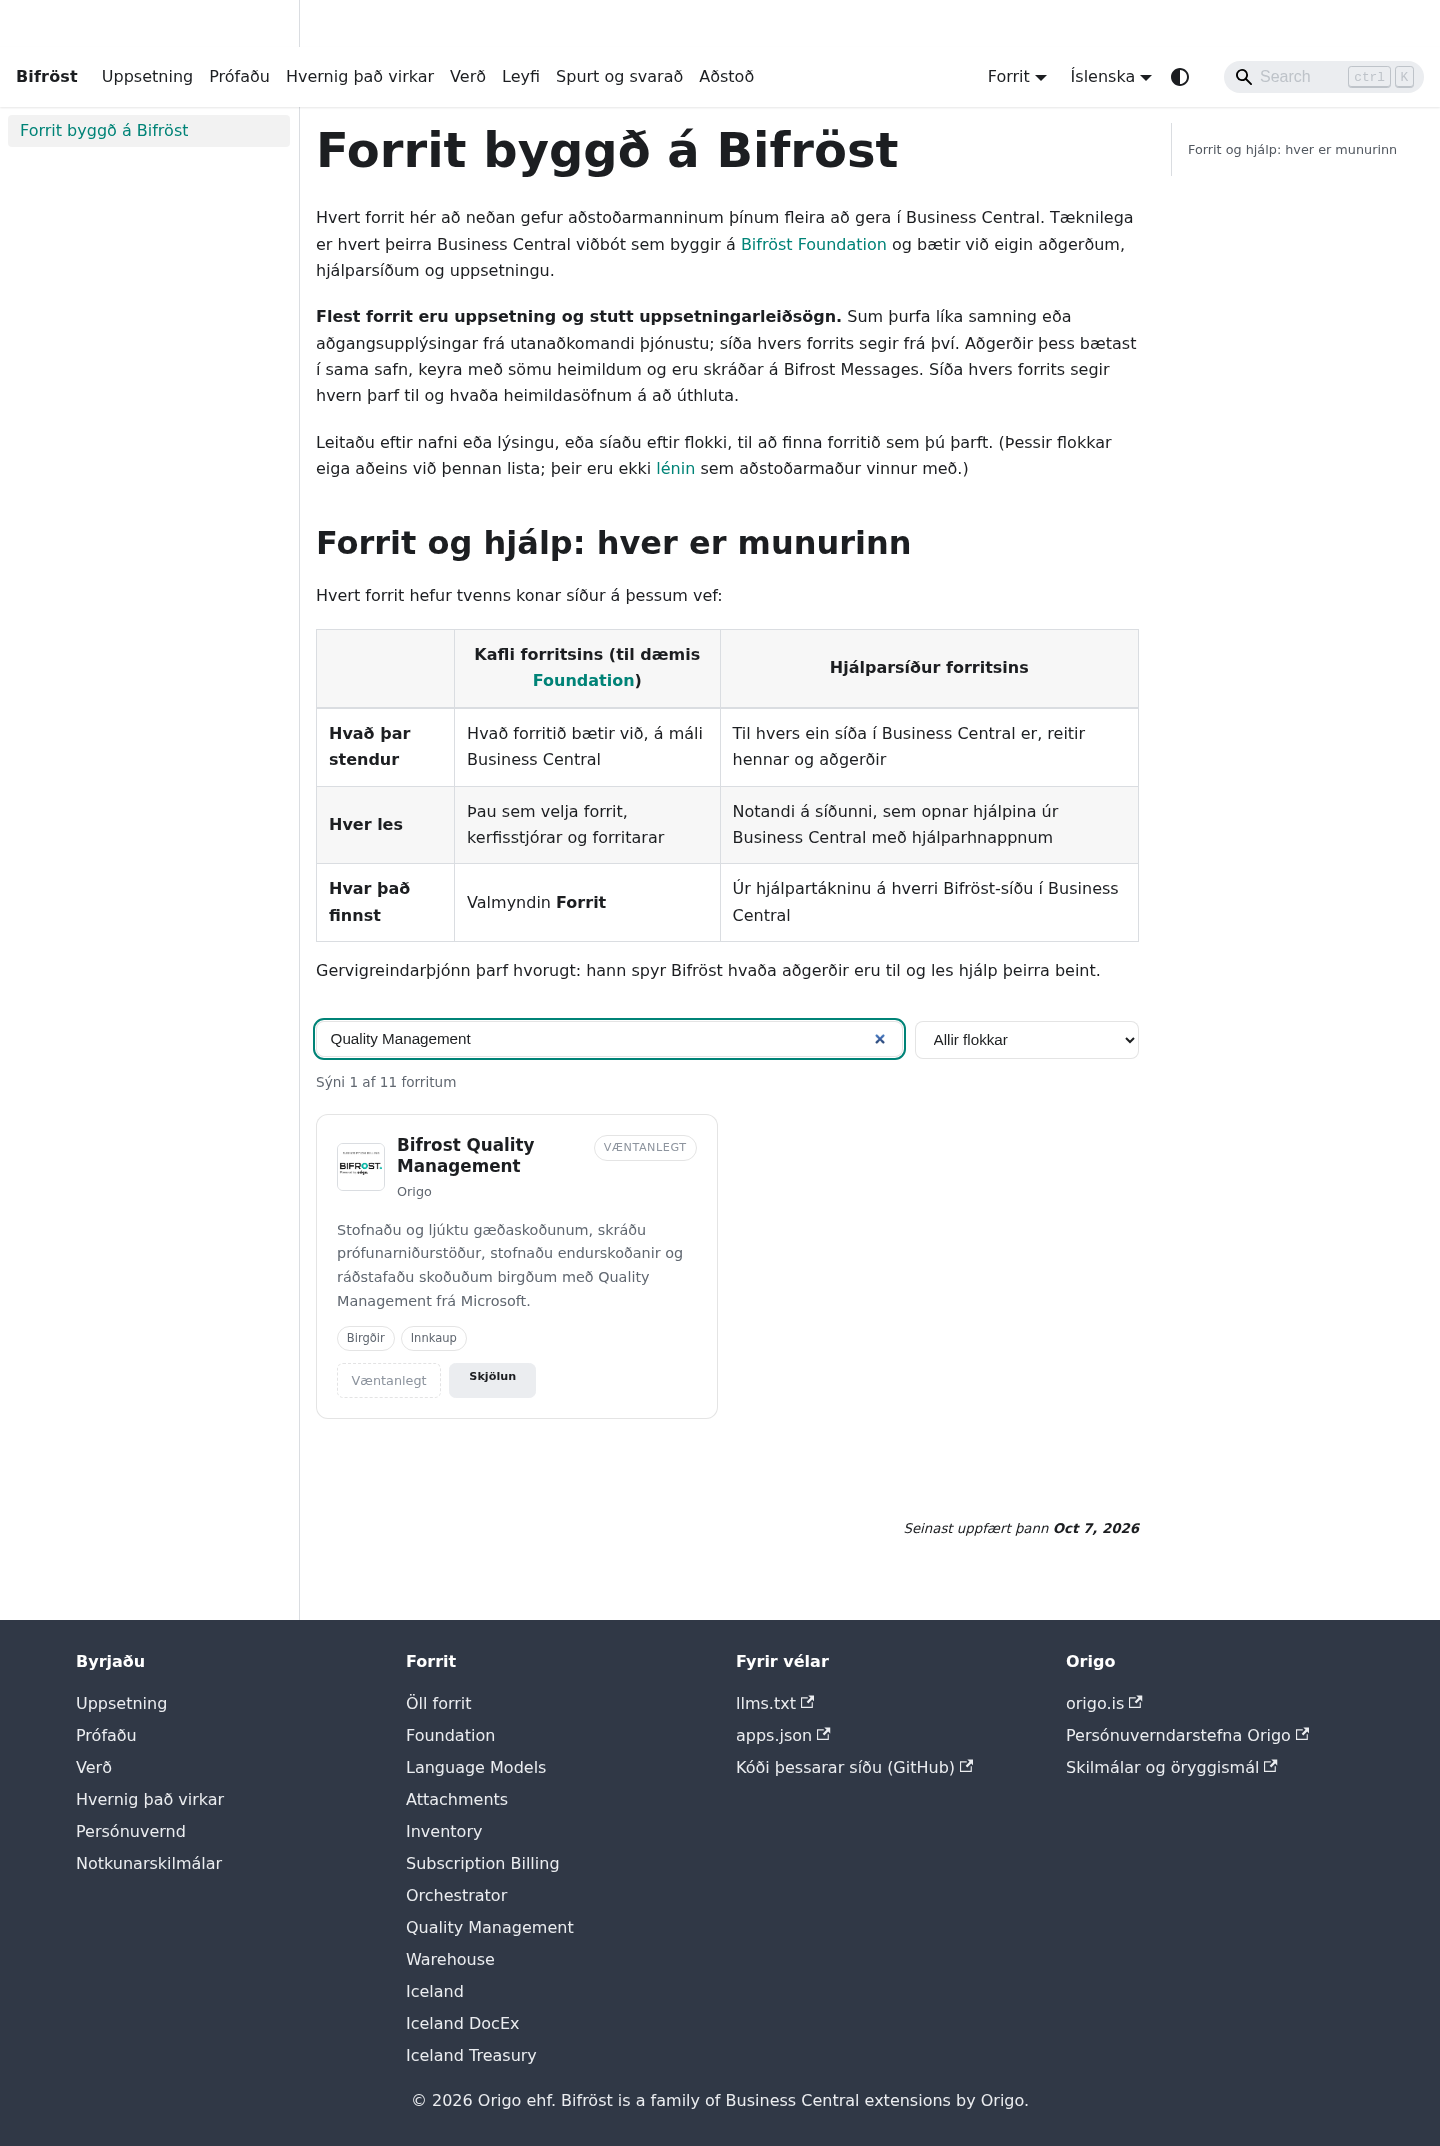 Bifröst Uppsetning Prófaðu Hvernig það virkar Verð Leyfi Spurt og svarað Aðstoð Forrit Íslenska Search ctrl K
Forrit byggð á Bifröst
Forrit byggð á Bifröst
Forrit og hjálp: hver er munurinn
Hvert forrit hér að neðan gefur aðstoðarmanninum þínum fleira að gera í Business Central. Tæknilega
er hvert þeirra Business Central viðbót sem byggir á Bifröst Foundation og bætir við eigin aðgerðum,
hjálparsíðum og uppsetningu.
Flest forrit eru uppsetning og stutt uppsetningarleiðsögn. Sum þurfa líka samning eða
aðgangsupplýsingar frá utanaðkomandi þjónustu; síða hvers forrits segir frá því. Aðgerðir þess bætast
í sama safn, keyra með sömu heimildum og eru skráðar á Bifrost Messages. Síða hvers forrits segir
hvern þarf til og hvaða heimildasöfnum á að úthluta.
Leitaðu eftir nafni eða lýsingu, eða síaðu eftir flokki, til að finna forritið sem þú þarft. (Þessir flokkar
eiga aðeins við þennan lista; þeir eru ekki lénin sem aðstoðarmaður vinnur með.)
Forrit og hjálp: hver er munurinn
Hvert forrit hefur tvenns konar síður á þessum vef:
Kafli forritsins (til dæmis
Foundation)
Hjálparsíður forritsins
Hvað þar
stendur
Hvað forritið bætir við, á máli
Business Central
Til hvers ein síða í Business Central er, reitir
hennar og aðgerðir
Hver les
Þau sem velja forrit,
kerfisstjórar og forritarar
Notandi á síðunni, sem opnar hjálpina úr
Business Central með hjálparhnappnum
Hvar það
finnst
Valmyndin Forrit
Úr hjálpartákninu á hverri Bifröst-síðu í Business
Central
Gervigreindarþjónn þarf hvorugt: hann spyr Bifröst hvaða aðgerðir eru til og les hjálp þeirra beint.
Quality Management
Allir flokkar
Sýni 1 af 11 forritum
BIFROST
Bifrost Quality
Management
VÆNTANLEGT
Origo
Stofnaðu og ljúktu gæðaskoðunum, skráðu
prófunarniðurstöður, stofnaðu endurskoðanir og
ráðstafaðu skoðuðum birgðum með Quality
Management frá Microsoft.
Birgðir Innkaup
Væntanlegt Skjölun
Seinast uppfært þann Oct 7, 2026
Byrjaðu
Uppsetning
Prófaðu
Verð
Hvernig það virkar
Persónuvernd
Notkunarskilmálar
Forrit
Öll forrit
Foundation
Language Models
Attachments
Inventory
Subscription Billing
Orchestrator
Quality Management
Warehouse
Iceland
Iceland DocEx
Iceland Treasury
Fyrir vélar
llms.txt
apps.json
Kóði þessarar síðu (GitHub)
Origo
origo.is
Persónuverndarstefna Origo
Skilmálar og öryggismál
© 2026 Origo ehf. Bifröst is a family of Business Central extensions by Origo.